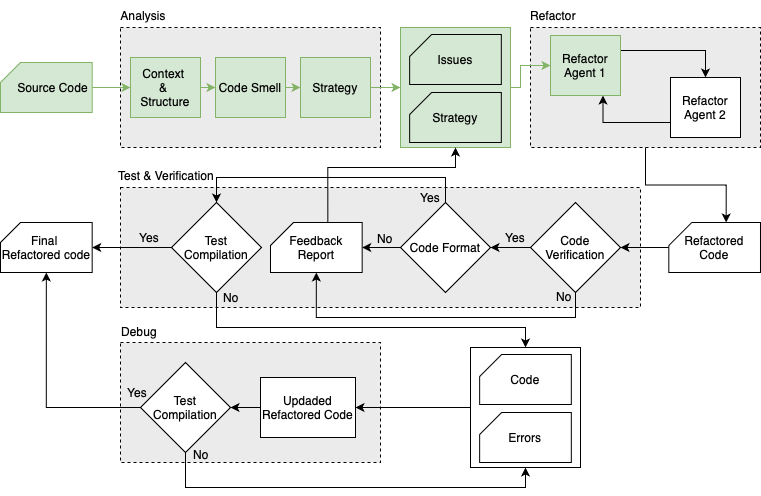 Analysis
Refactor
Source Code
Context
&
Structure
Code Smell
Strategy
Issues
Strategy
Refactor
Agent 1
Refactor
Agent 2
Test & Verification
Final
Refactored code
Yes
Test
Compilation
No
Feedback
Report
No
Yes
Code Format
Yes
Code
Verification
No
Refactored
Code
Debug
Yes
Test
Compilation
No
Updaded
Refactored Code
Code
Errors